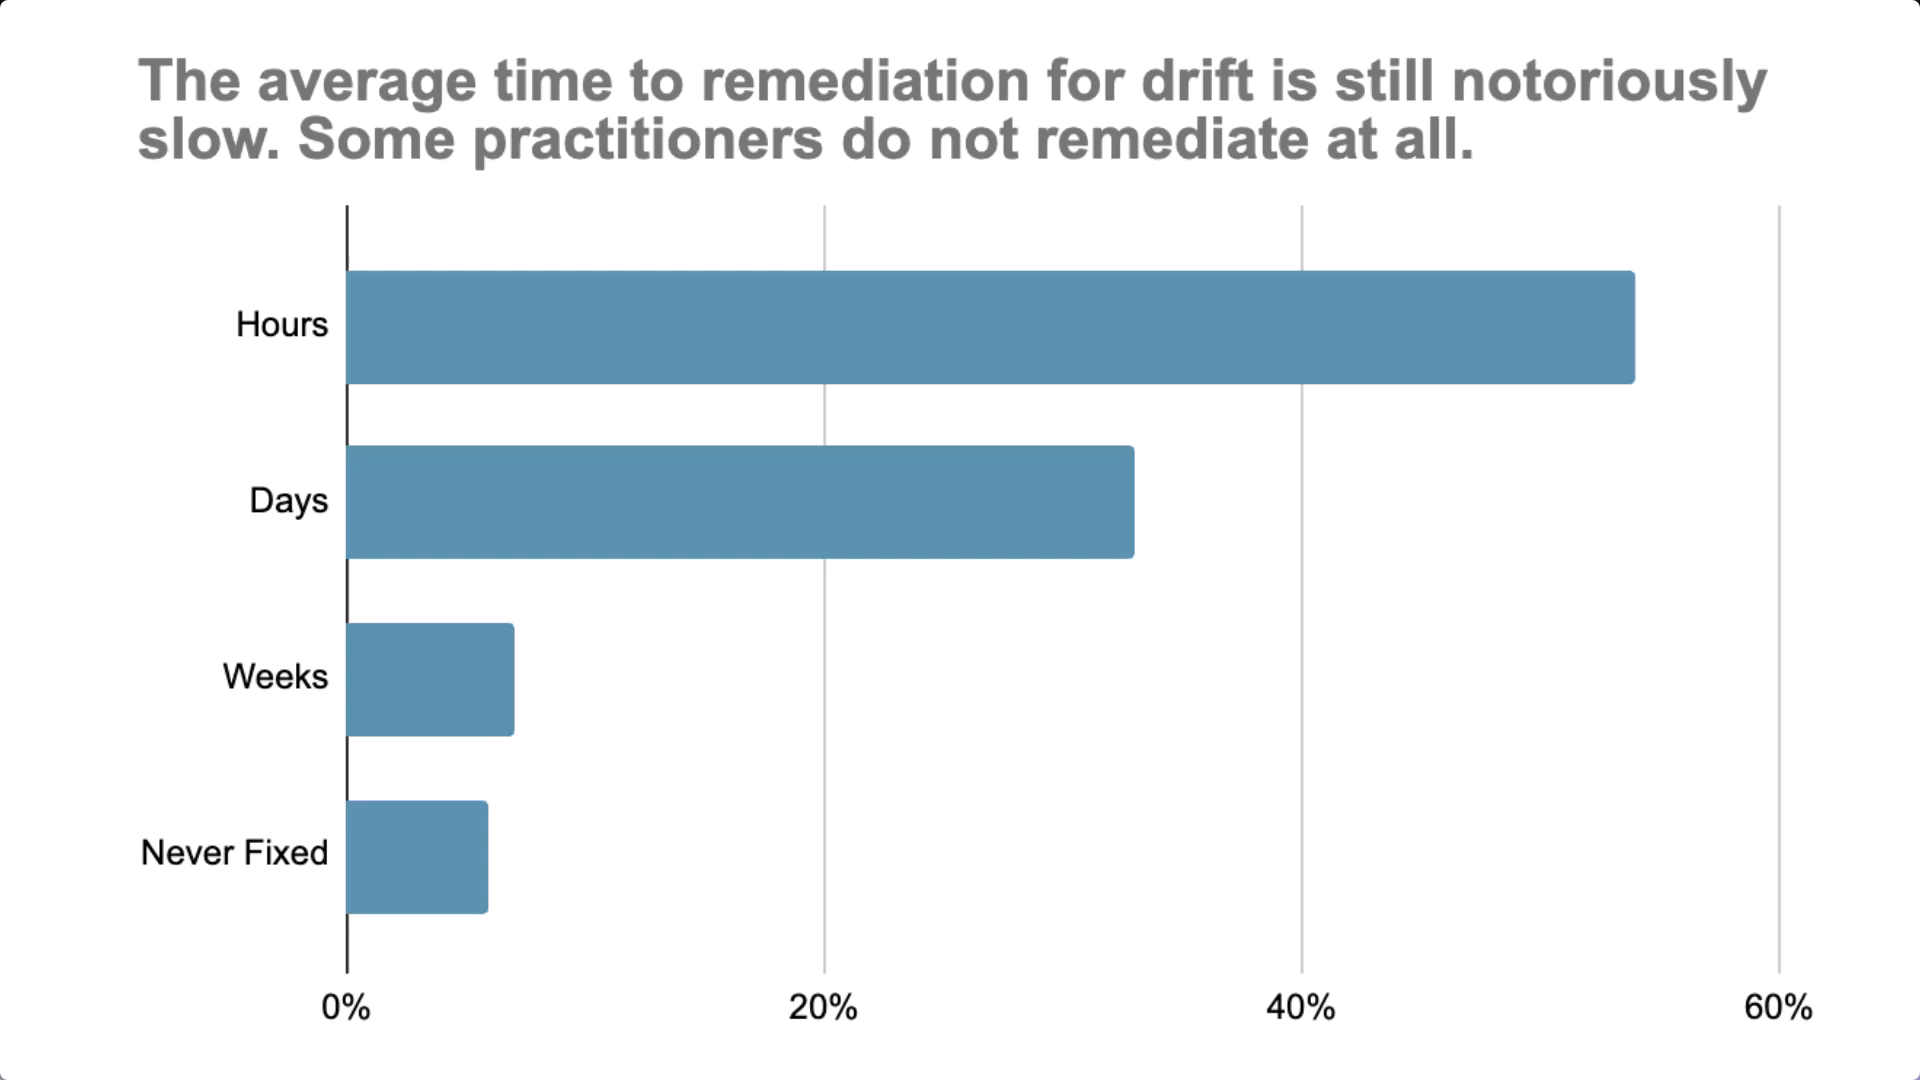 The average time to remediation for drift is still notoriously
slow. Some practitioners do not remediate at all.
Hours
Days
Weeks
Never Fixed
0%
20%
40%
60%